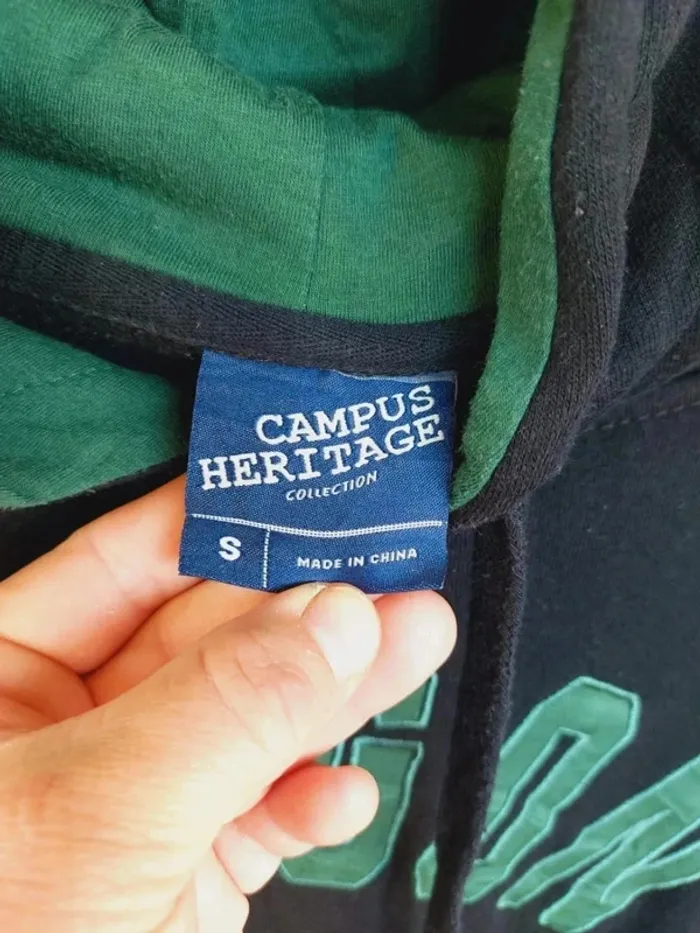 CAMPUS
HERITAGE
COLLECTION
S
MADE IN CHINA